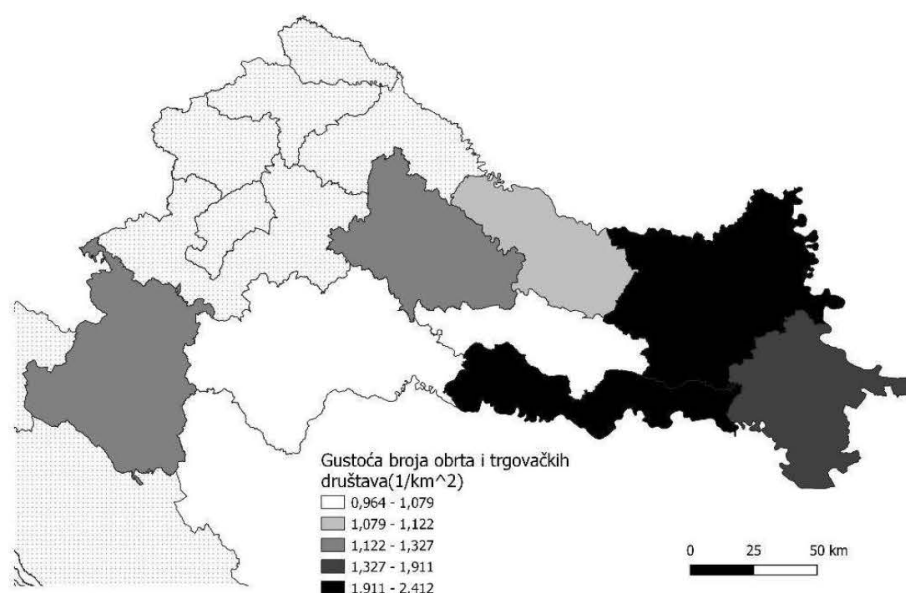 Gustoća broja obrta i trgovačkih
društava(1/km^2)
0,964 - 1,079
1,079 - 1,122
1,122 - 1,327
1,327 - 1,911
1,911 - 2,412
0 25 50 km